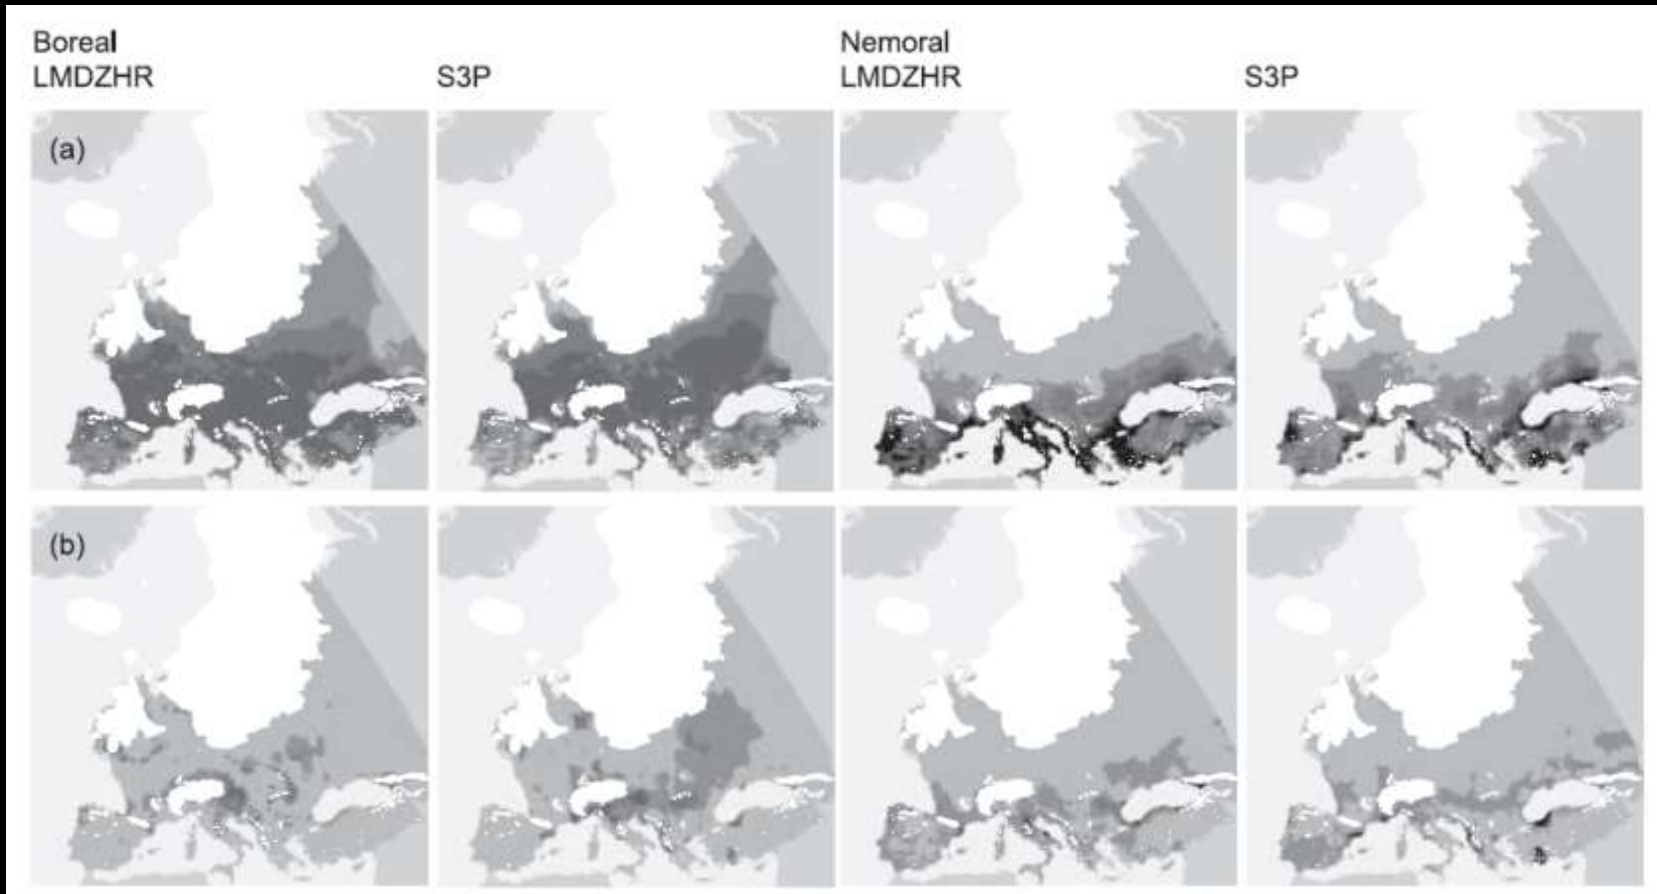 Boreal
LMDZHR
S3P
Nemoral
LMDZHR
S3P
(a)
(b)